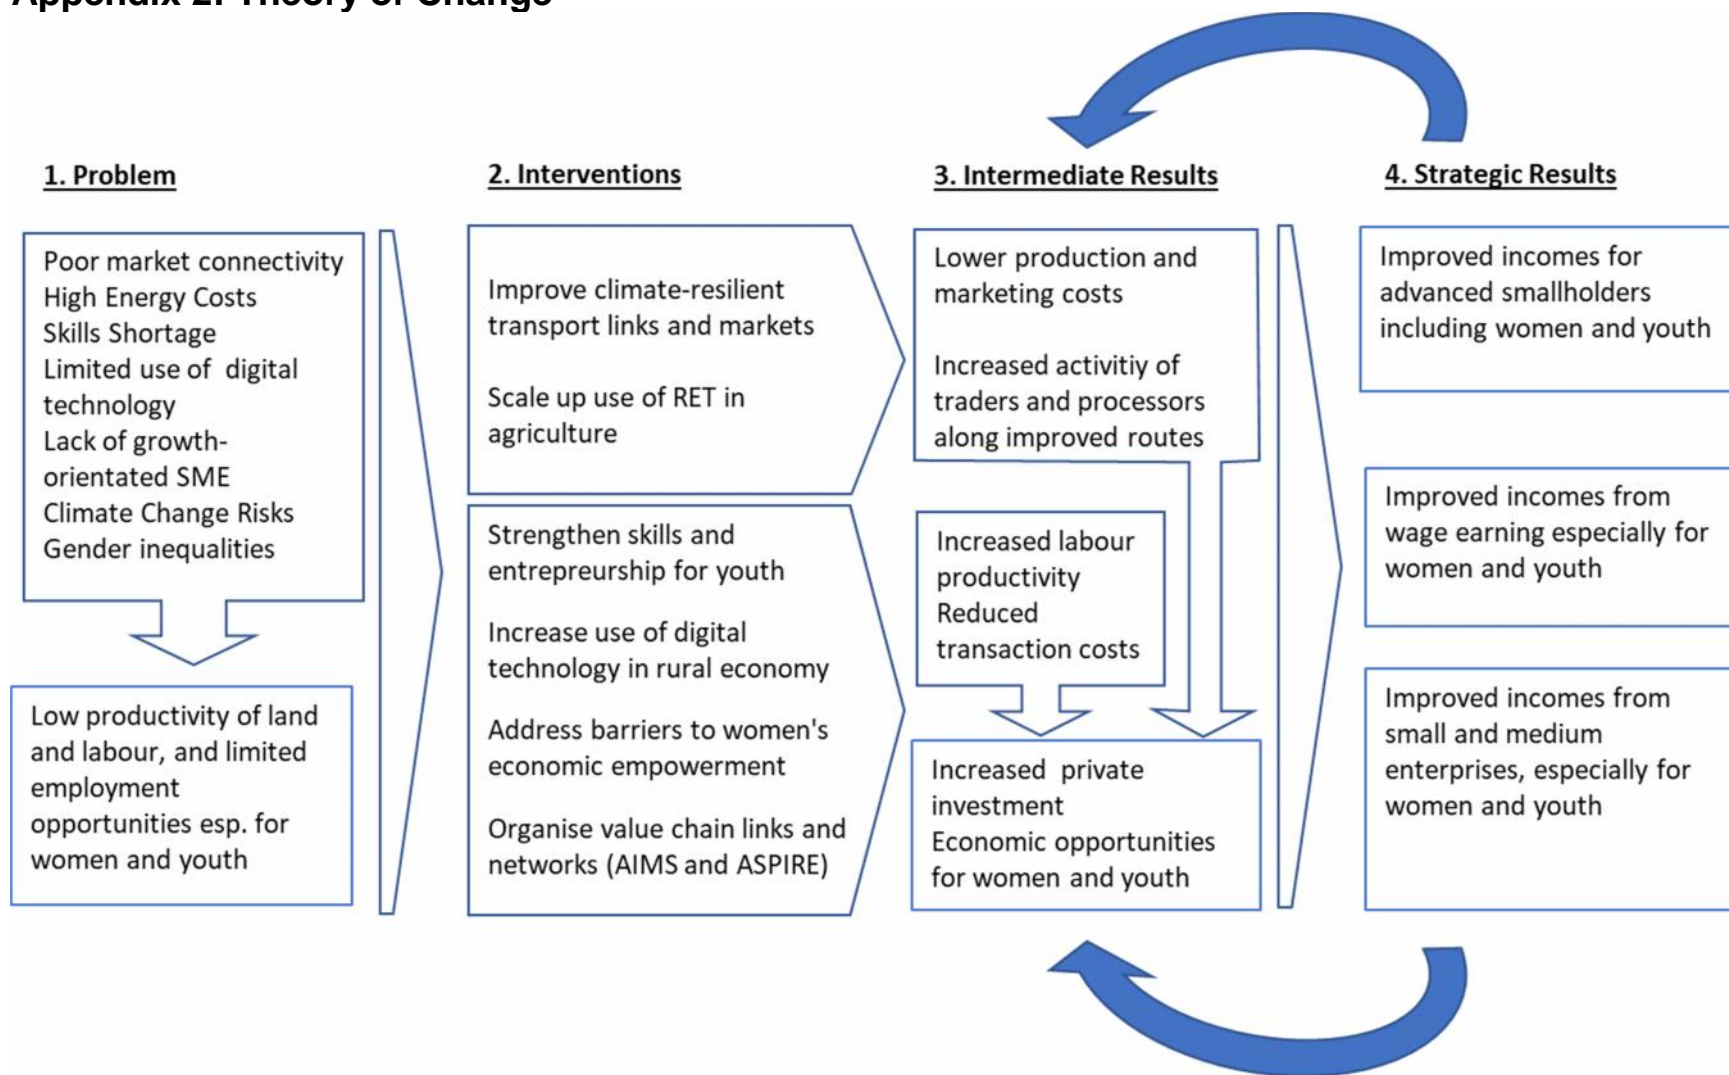 Appendix 2: Theory of Change
1. Problem
Poor market connectivity
High Energy Costs
Skills Shortage
Limited use of digital
technology
Lack of growth-
orientated SME
Climate Change Risks
Gender inequalities
Low productivity of land
and labour, and limited
employment
opportunities esp. for
women and youth
2. Interventions
Improve climate-resilient
transport links and markets
Scale up use of RET in
agriculture
Strengthen skills and
entrepreurship for youth
Increase use of digital
technology in rural economy
Address barriers to women's
economic empowerment
Organise value chain links and
networks (AIMS and ASPIRE)
3. Intermediate Results
Lower production and
marketing costs
Increased activitiy of
traders and processors
along improved routes
Increased labour
productivity
Reduced
transaction costs
Increased private
investment
Economic opportunities
for women and youth
4. Strategic Results
Improved incomes for
advanced smallholders
including women and youth
Improved incomes from
wage earning especially for
women and youth
Improved incomes from
small and medium
enterprises, especially for
women and youth